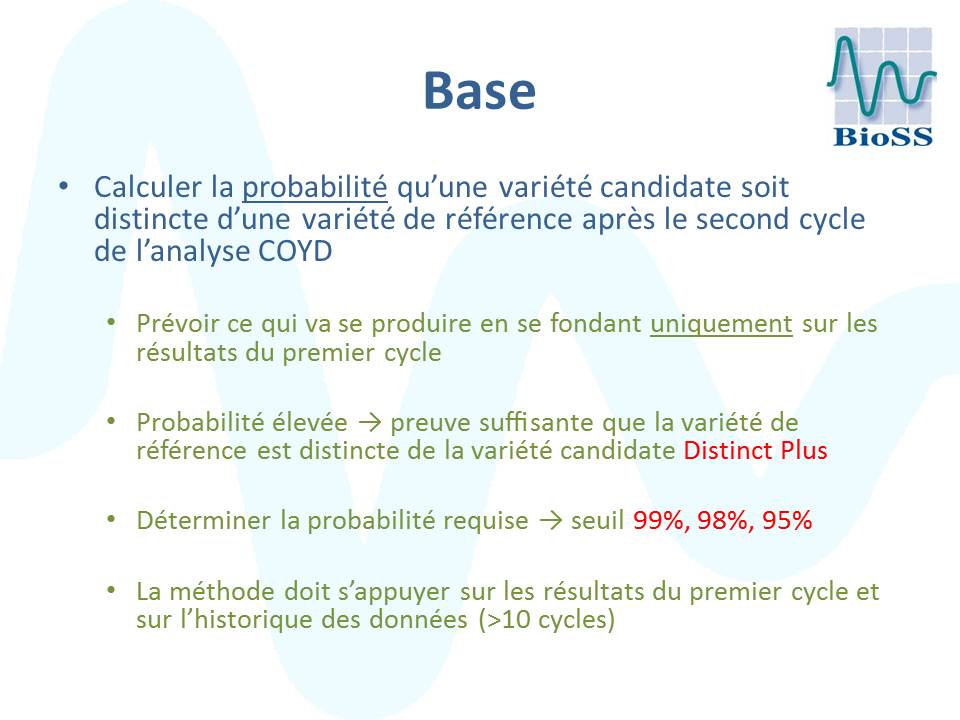 Base
BioSS
• Calculer la probabilité qu’une variété candidate soit
distincte d’une variété de référence après le second cycle
de l’analyse COYD
• Prévoir ce qui va se produire en se fondant uniquement sur les
résultats du premier cycle
• Probabilité élevée → preuve suffisante que la variété de
référence est distincte de la variété candidate Distinct Plus
• Déterminer la probabilité requise → seuil 99%, 98%, 95%
• La méthode doit s’appuyer sur les résultats du premier cycle et
sur l’historique des données (>10 cycles)